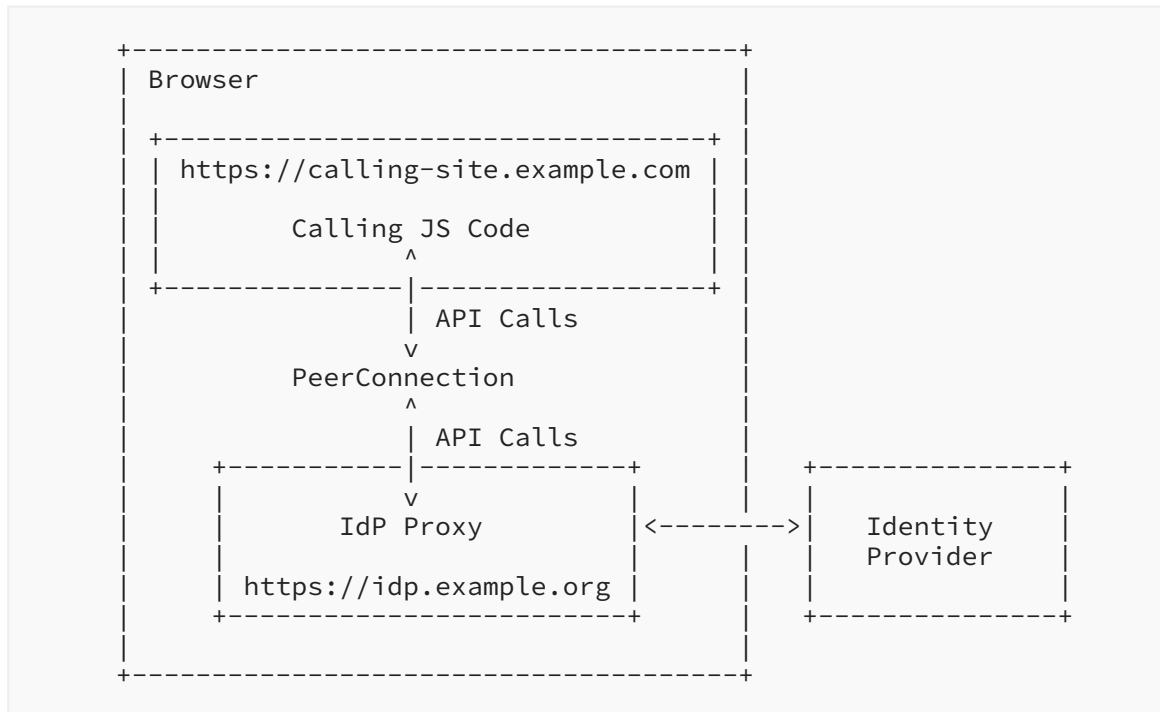 Browser
https://calling-site.example.com
Calling JS Code
API Calls
PeerConnection
API Calls
IdP Proxy
Identity
Provider
https://idp.example.org